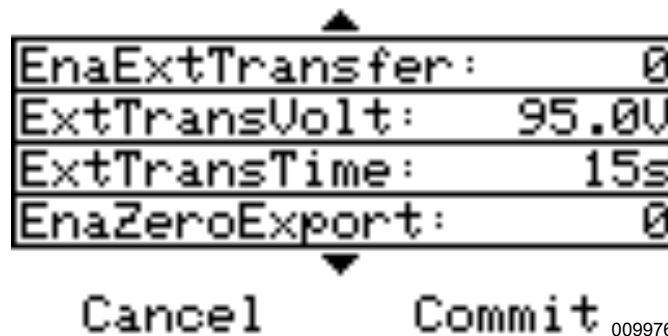 EnaExtTransfer: 0
ExtTransVolt: 95.0V
ExtTransTime: 15s
EnaZeroExport: 0
Cancel Commit
009976